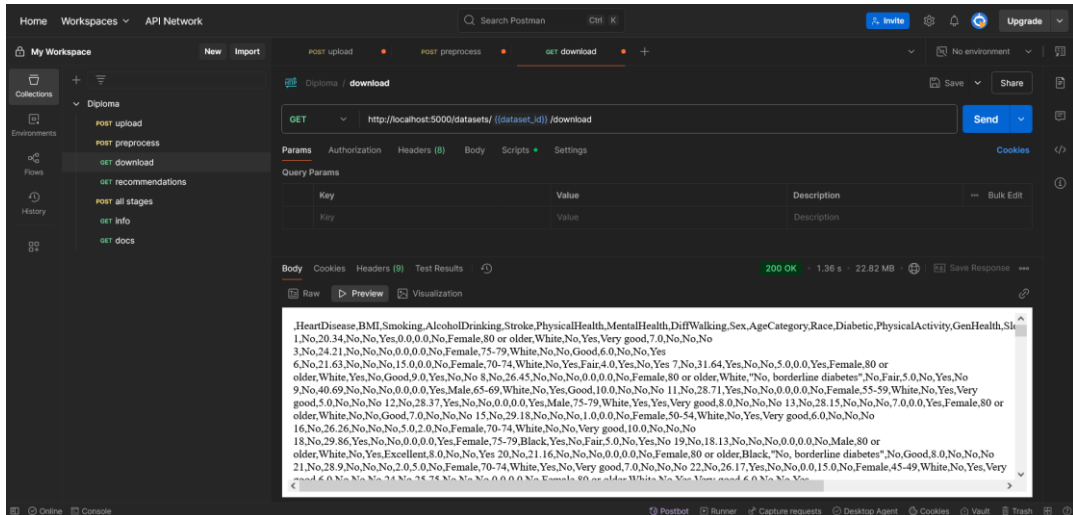 Home Workspaces API Network Search Postman Ctrl K Invite Upgrade
My Workspace New Import POST upload POST preprocess GET download No environment
Collections
Environments
Flows
History
Diploma
POST upload
POST preprocess
GET download
GET recommendations
POST all stages
GET info
GET docs
HTTP Diploma / download Save Share
GET http://localhost:5000/datasets/ {{dataset_id}} /download Send
Params Authorization Headers (8) Body Scripts Settings Cookies
Query Params
Key Value Description Bulk Edit
Key Value Description
Body Cookies Headers (9) Test Results 200 OK 1.36 s 22.82 MB Save Response
Raw Preview Visualization
,HeartDisease,BMI,Smoking,AlcoholDrinking,Stroke,PhysicalHealth,MentalHealth,DiffWalking,Sex,AgeCategory,Race,Diabetic,PhysicalActivity,GenHealth,Sle
1,No,20.34,No,No,Yes,0.0,0.0,No,Female,80 or older,White,No,Yes,Very good,7.0,No,No,No
3,No,24.21,No,No,No,0.0,0.0,No,Female,75-79,White,No,No,Good,6.0,No,No,Yes
6,No,21.63,No,No,No,15.0,0.0,No,Female,70-74,White,No,Yes,Fair,4.0,Yes,No,Yes 7,No,31.64,Yes,No,No,5.0,0.0,Yes,Female,80 or
older,White,Yes,No,Good,9.0,Yes,No,No 8,No,26.45,No,No,No,0.0,0.0,No,Female,80 or older,White,"No, borderline diabetes",No,Fair,5.0,No,Yes,No
9,No,40.69,No,No,No,0.0,0.0,Yes,Male,65-69,White,No,Yes,Good,10.0,No,No,No 11,No,28.71,Yes,No,No,0.0,0.0,No,Female,55-59,White,No,Yes,Very
good,5.0,No,No,No 12,No,28.37,Yes,No,No,0.0,0.0,Yes,Male,75-79,White,Yes,Yes,Very good,8.0,No,No,No 13,No,28.15,No,No,No,7.0,0.0,Yes,Female,80 or
older,White,No,No,Good,7.0,No,No,No 15,No,29.18,No,No,No,1.0,0.0,No,Female,50-54,White,No,Yes,Very good,6.0,No,No,No
16,No,26.26,No,No,No,5.0,2.0,No,Female,70-74,White,No,No,Very good,10.0,No,No,No
18,No,29.86,Yes,No,No,0.0,0.0,Yes,Female,75-79,Black,Yes,No,Fair,5.0,No,Yes,No 19,No,18.13,No,No,No,0.0,0.0,No,Male,80 or
older,White,No,Yes,Excellent,8.0,No,No,Yes 20,No,21.16,No,No,No,0.0,0.0,No,Female,80 or older,Black,"No, borderline diabetes",No,Good,8.0,No,No,No
21,No,28.9,No,No,No,2.0,5.0,No,Female,70-74,White,Yes,No,Very good,7.0,No,No,No 22,No,26.17,Yes,No,No,0.0,15.0,No,Female,45-49,White,No,Yes,Very
Online Console Postbot Runner Capture requests Desktop Agent Cookies Vault Trash